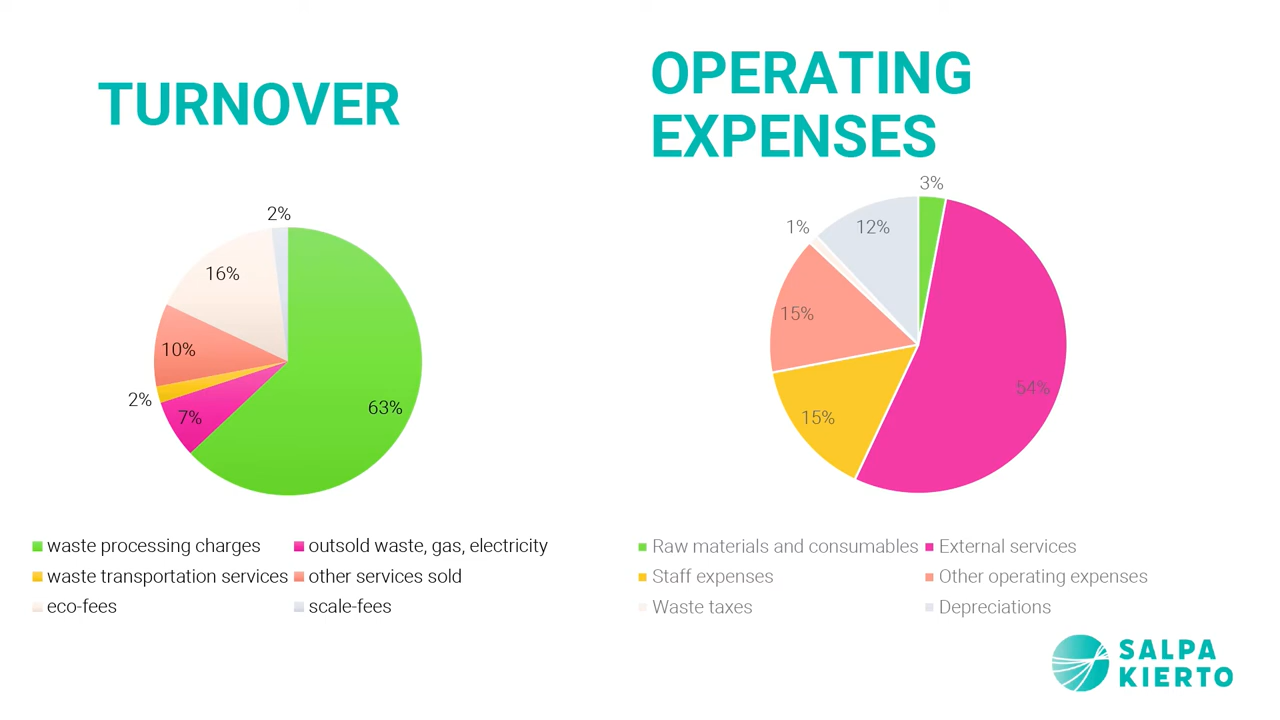 TURNOVER
2%
16%
10%
2%
7%
63%
waste processing charges
outsold waste, gas, electricity
waste transportation services
other services sold
eco-fees
scale-fees
OPERATING
EXPENSES
3%
1%
12%
15%
54%
15%
Raw materials and consumables
External services
Staff expenses
Other operating expenses
Waste taxes
Depreciations
SALPA
KIERTO